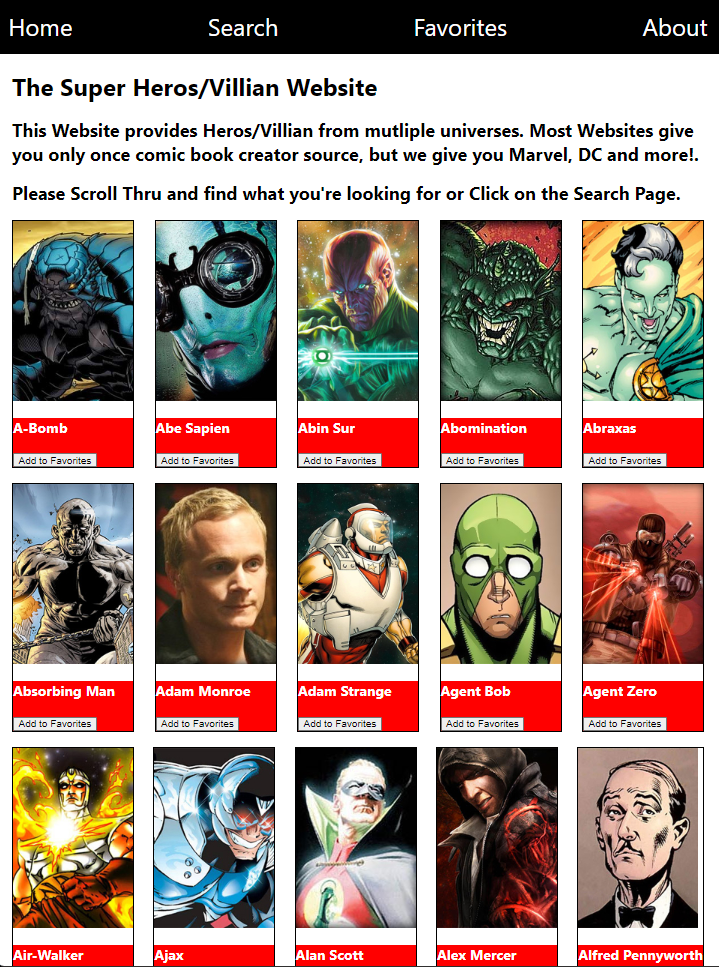 Home Search Favorites About
The Super Heros/Villian Website
This Website provides Heros/Villian from mutliple universes. Most Websites give
you only once comic book creator source, but we give you Marvel, DC and more!.
Please Scroll Thru and find what you're looking for or Click on the Search Page.
A-Bomb Abe Sapien Abin Sur Abomination Abraxas
Add to Favorites Add to Favorites Add to Favorites Add to Favorites Add to Favorites
Absorbing Man Adam Monroe Adam Strange Agent Bob Agent Zero
Add to Favorites Add to Favorites Add to Favorites Add to Favorites Add to Favorites
Air-Walker Ajax Alan Scott Alex Mercer Alfred Pennyworth